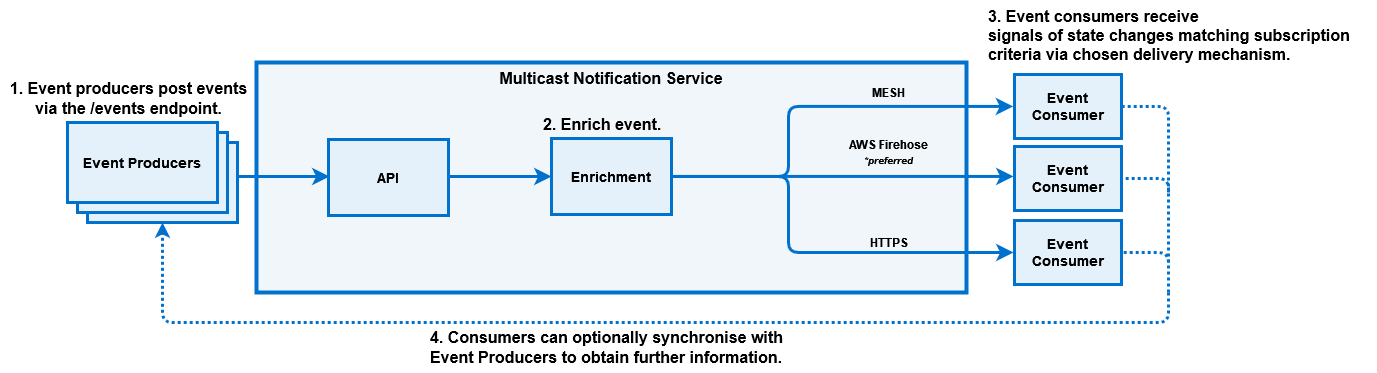 1. Event producers post events
via the /events endpoint.
Event Producers
Multicast Notification Service
API
2. Enrich event.
Enrichment
MESH
AWS Firehose
*preferred
HTTPS
3. Event consumers receive
signals of state changes matching subscription
criteria via chosen delivery mechanism.
Event
Consumer
Event
Consumer
Event
Consumer
4. Consumers can optionally synchronise with
Event Producers to obtain further information.